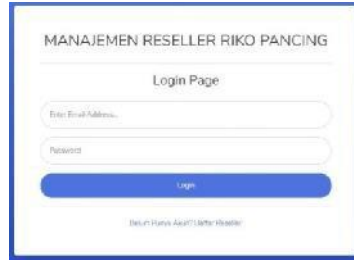 MANAJEMEN RESELLER RIKO PANCING
Login Page
Enter Email Address...
Password
Login
Belum Punya Akun? Daftar Reseller